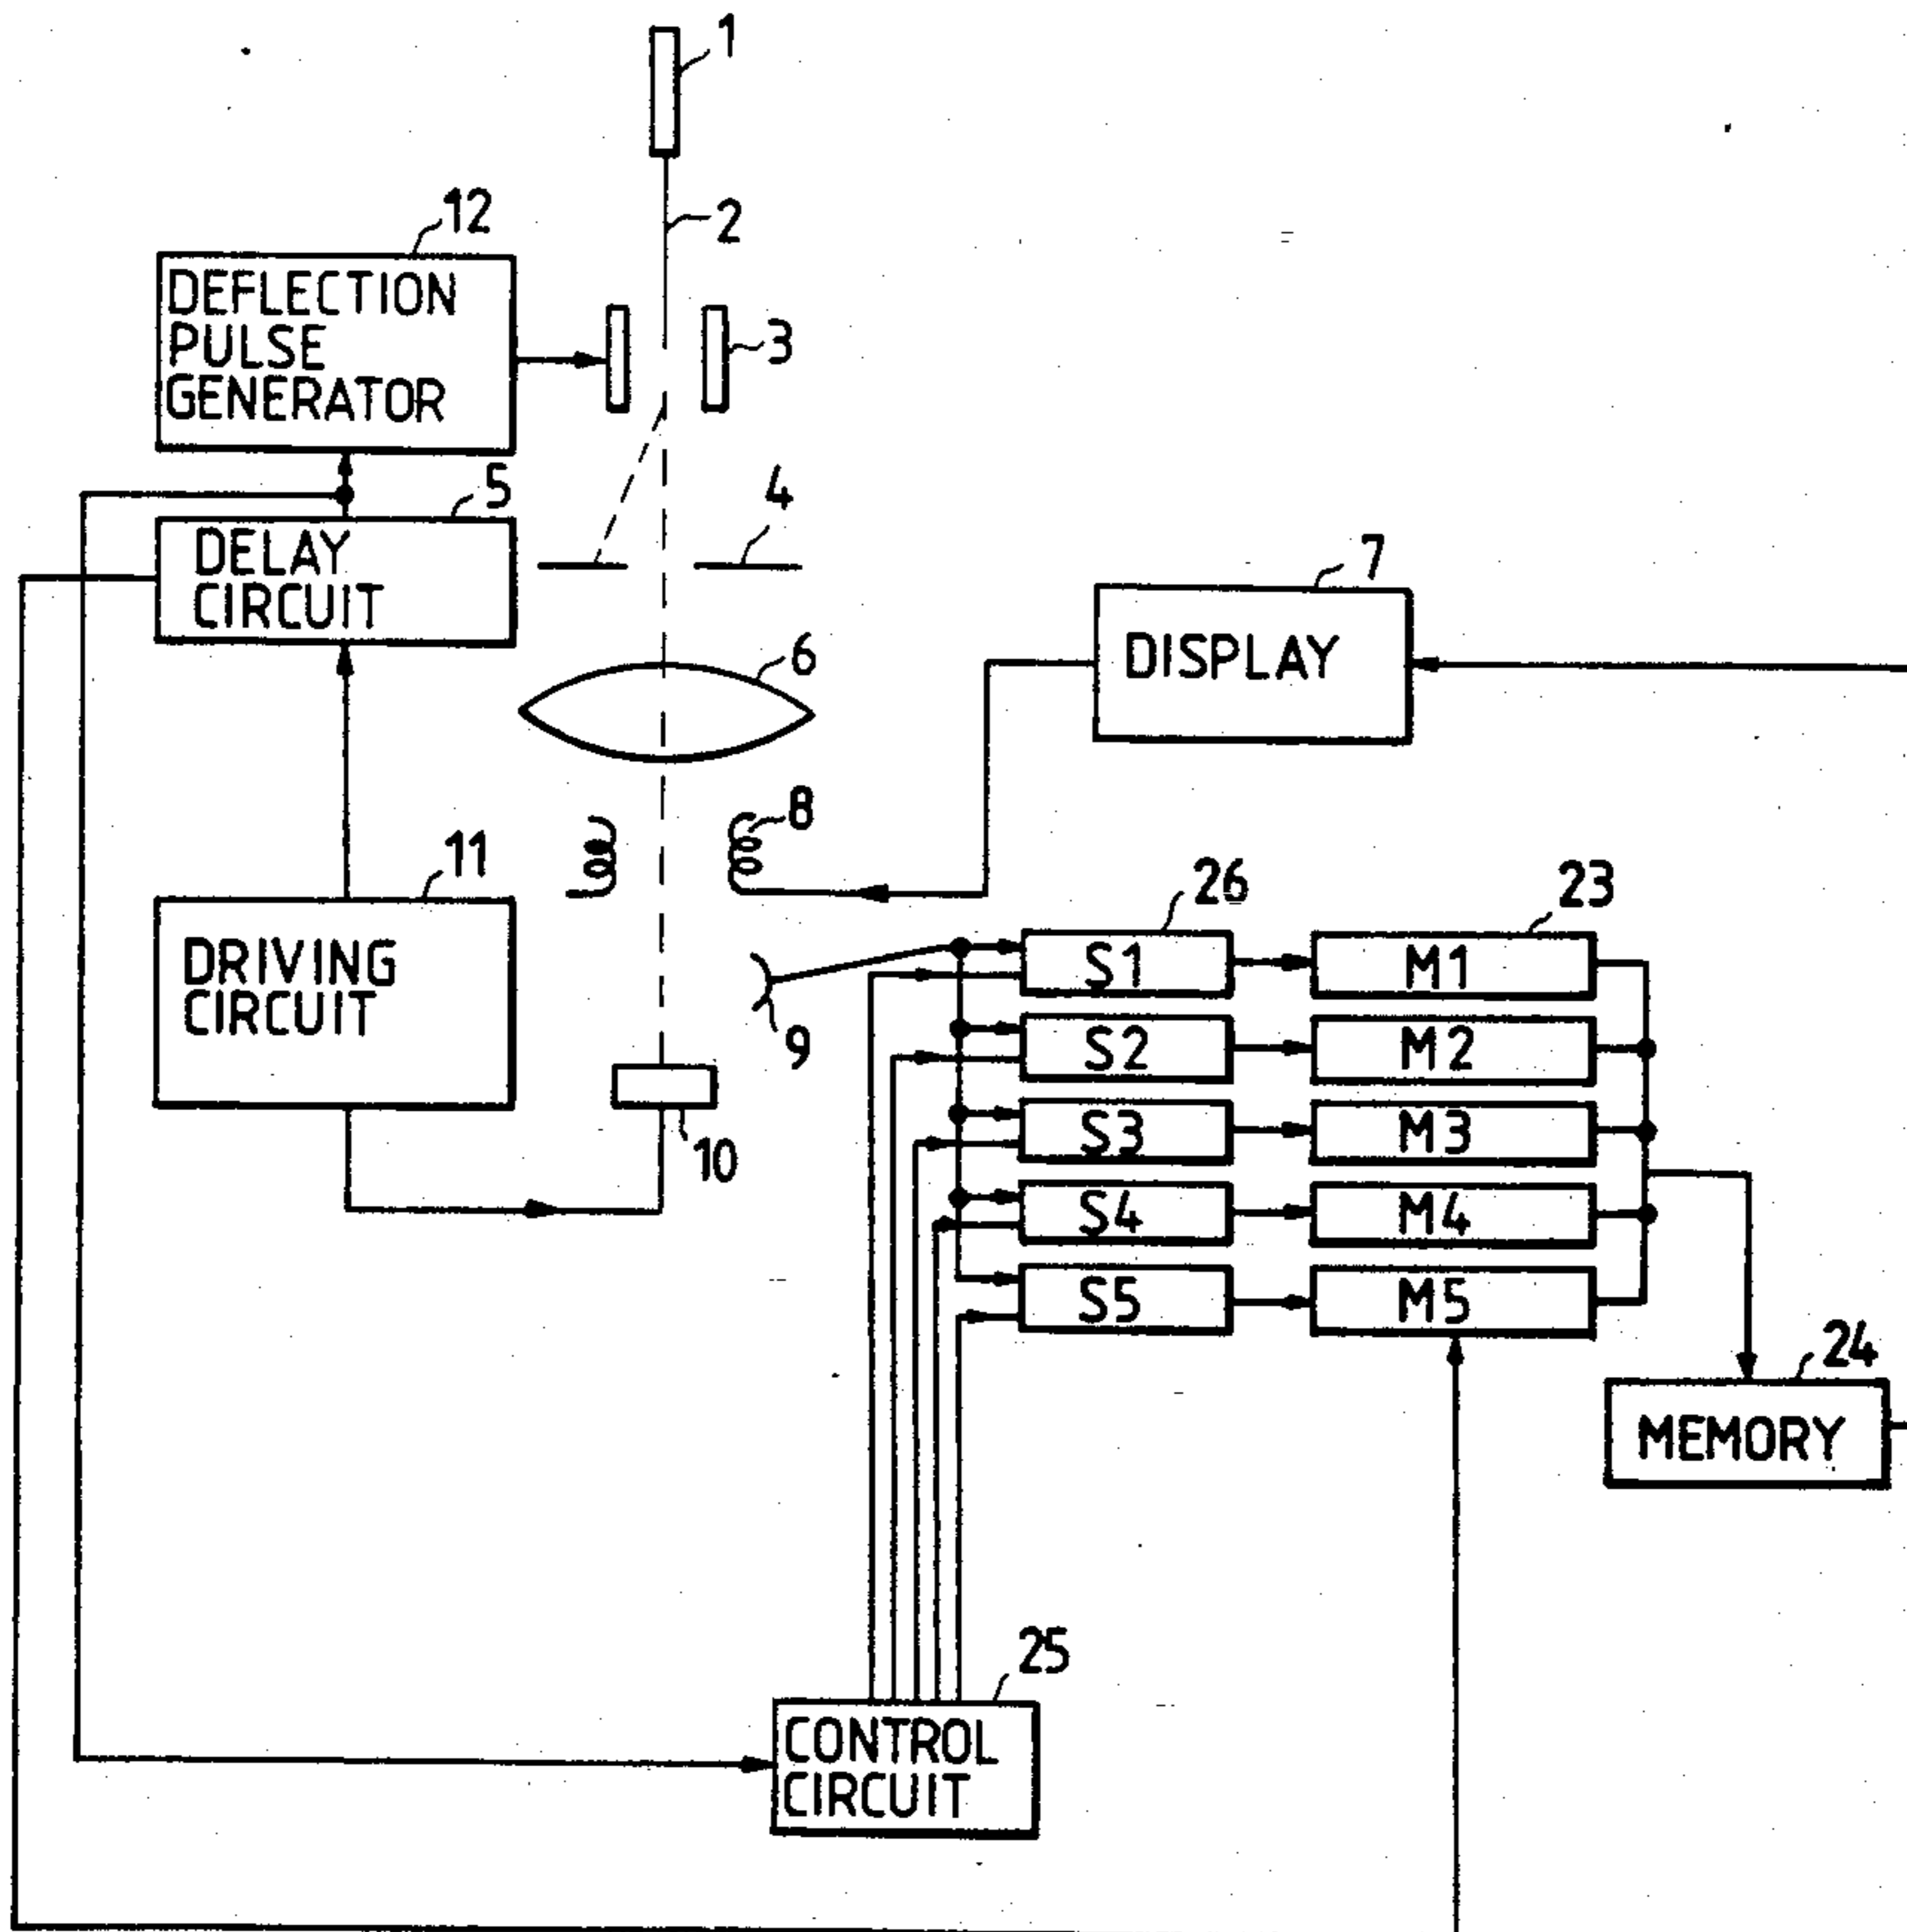 1
2
12
DEFLECTION
PULSE
GENERATOR
3
5
4
DELAY
CIRCUIT
7
DISPLAY
6
8
11
DRIVING
CIRCUIT
26
23
S1
M1
9
S2
M2
10
S3
M3
S4
M4
S5
M5
24
MEMORY
25
CONTROL
CIRCUIT